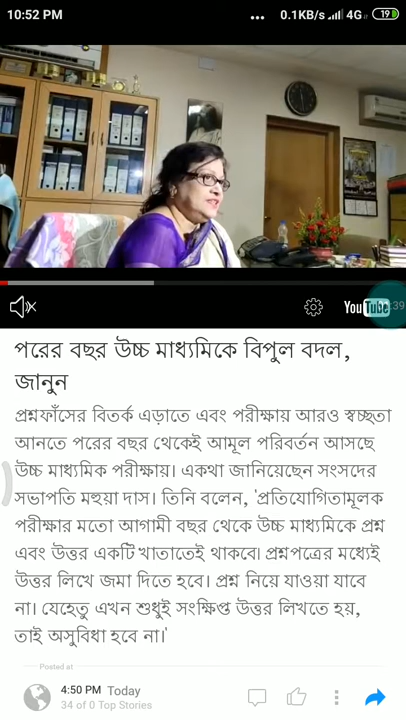 10:52 PM
... 0.1KB/s 4G 19
YouTube :39
পরের বছর উচ্চ মাধ্যমিকে বিপুল বদল,
জানুন
প্রশ্নফাঁসের বিতর্ক এড়াতে এবং পরীক্ষায় আরও স্বচ্ছতা
আনতে পরের বছর থেকেই আমূল পরিবর্তন আসছে
উচ্চ মাধ্যমিক পরীক্ষায়। একথা জানিয়েছেন সংসদের
সভাপতি মহুয়া দাস। তিনি বলেন, 'প্রতিযোগিতামূলক
পরীক্ষার মতো আগামী বছর থেকে উচ্চ মাধ্যমিকে প্রশ্ন
এবং উত্তর একটি খাতাতেই থাকবে। প্রশ্নপত্রের মধ্যেই
উত্তর লিখে জমা দিতে হবে। প্রশ্ন নিয়ে যাওয়া যাবে
না। যেহেতু এখন শুধুই সংক্ষিপ্ত উত্তর লিখতে হয়,
তাই অসুবিধা হবে না।'
Posted at
4:50 PM Today
34 of 0 Top Stories